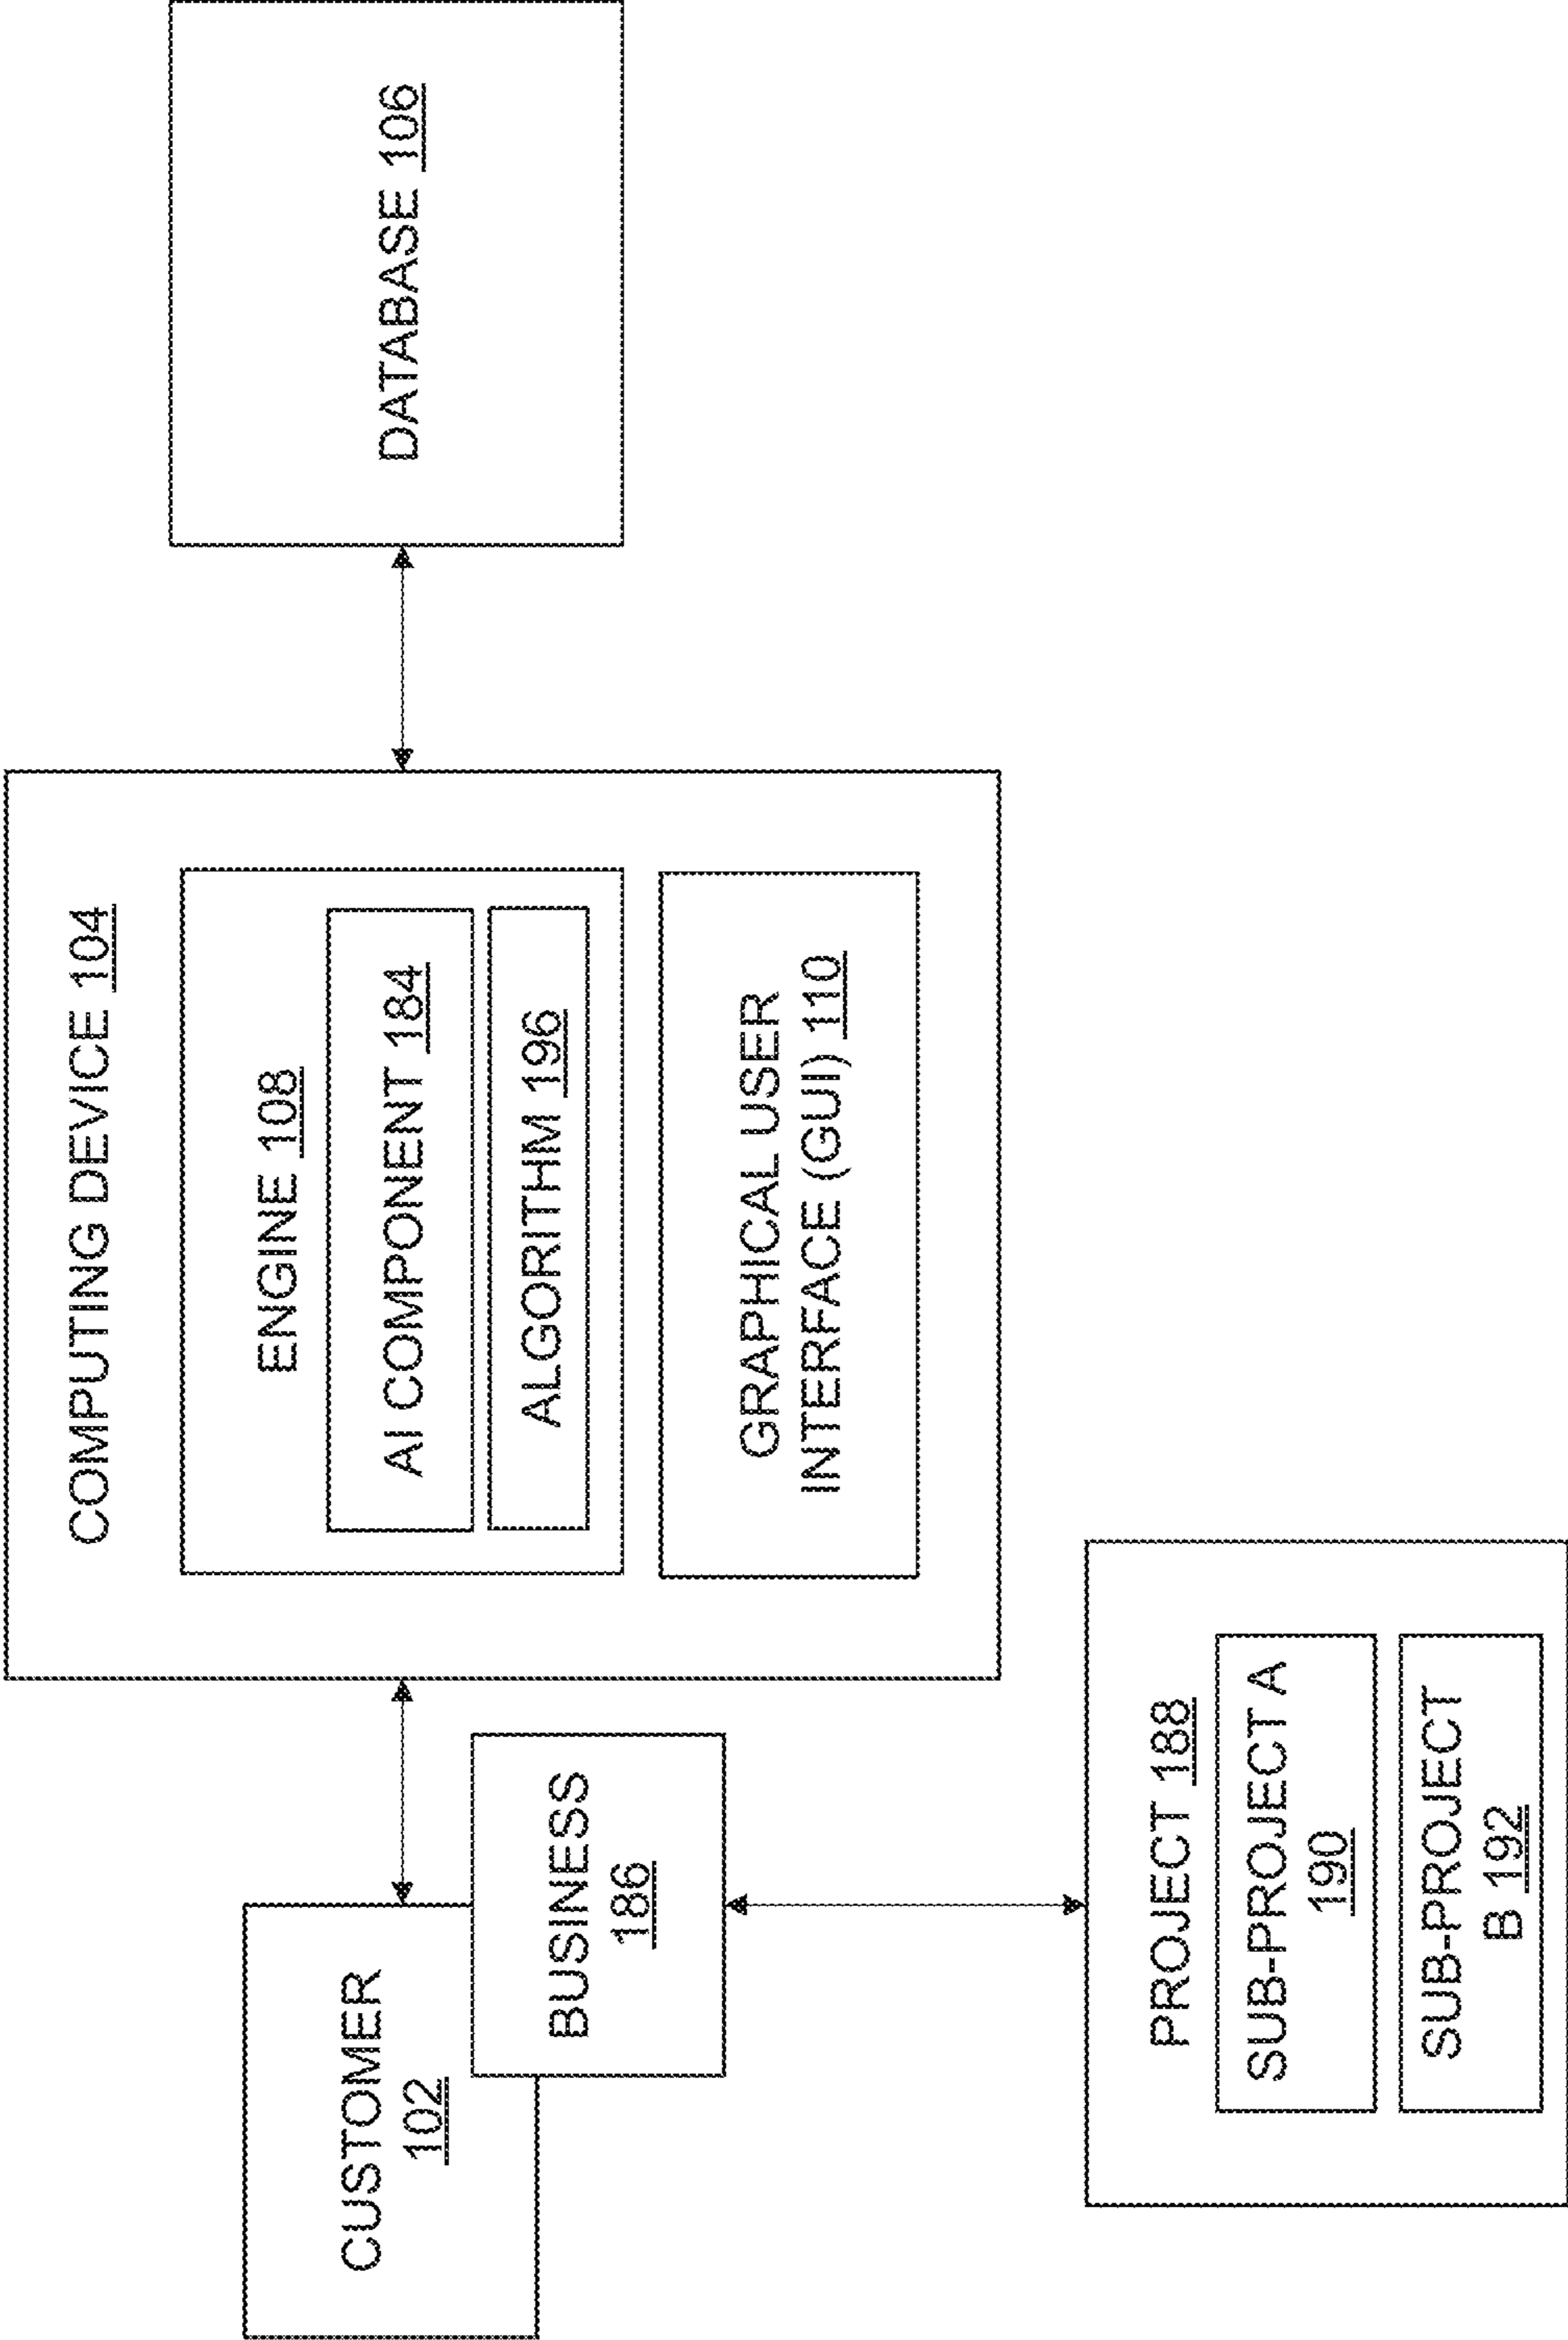 CUSTOMER
102
BUSINESS
186
COMPUTING DEVICE 104
ENGINE 108
AI COMPONENT 184
ALGORITHM 196
GRAPHICAL USER
INTERFACE (GUI) 110
DATABASE 106
PROJECT 188
SUB-PROJECT A
190
SUB-PROJECT
B 192